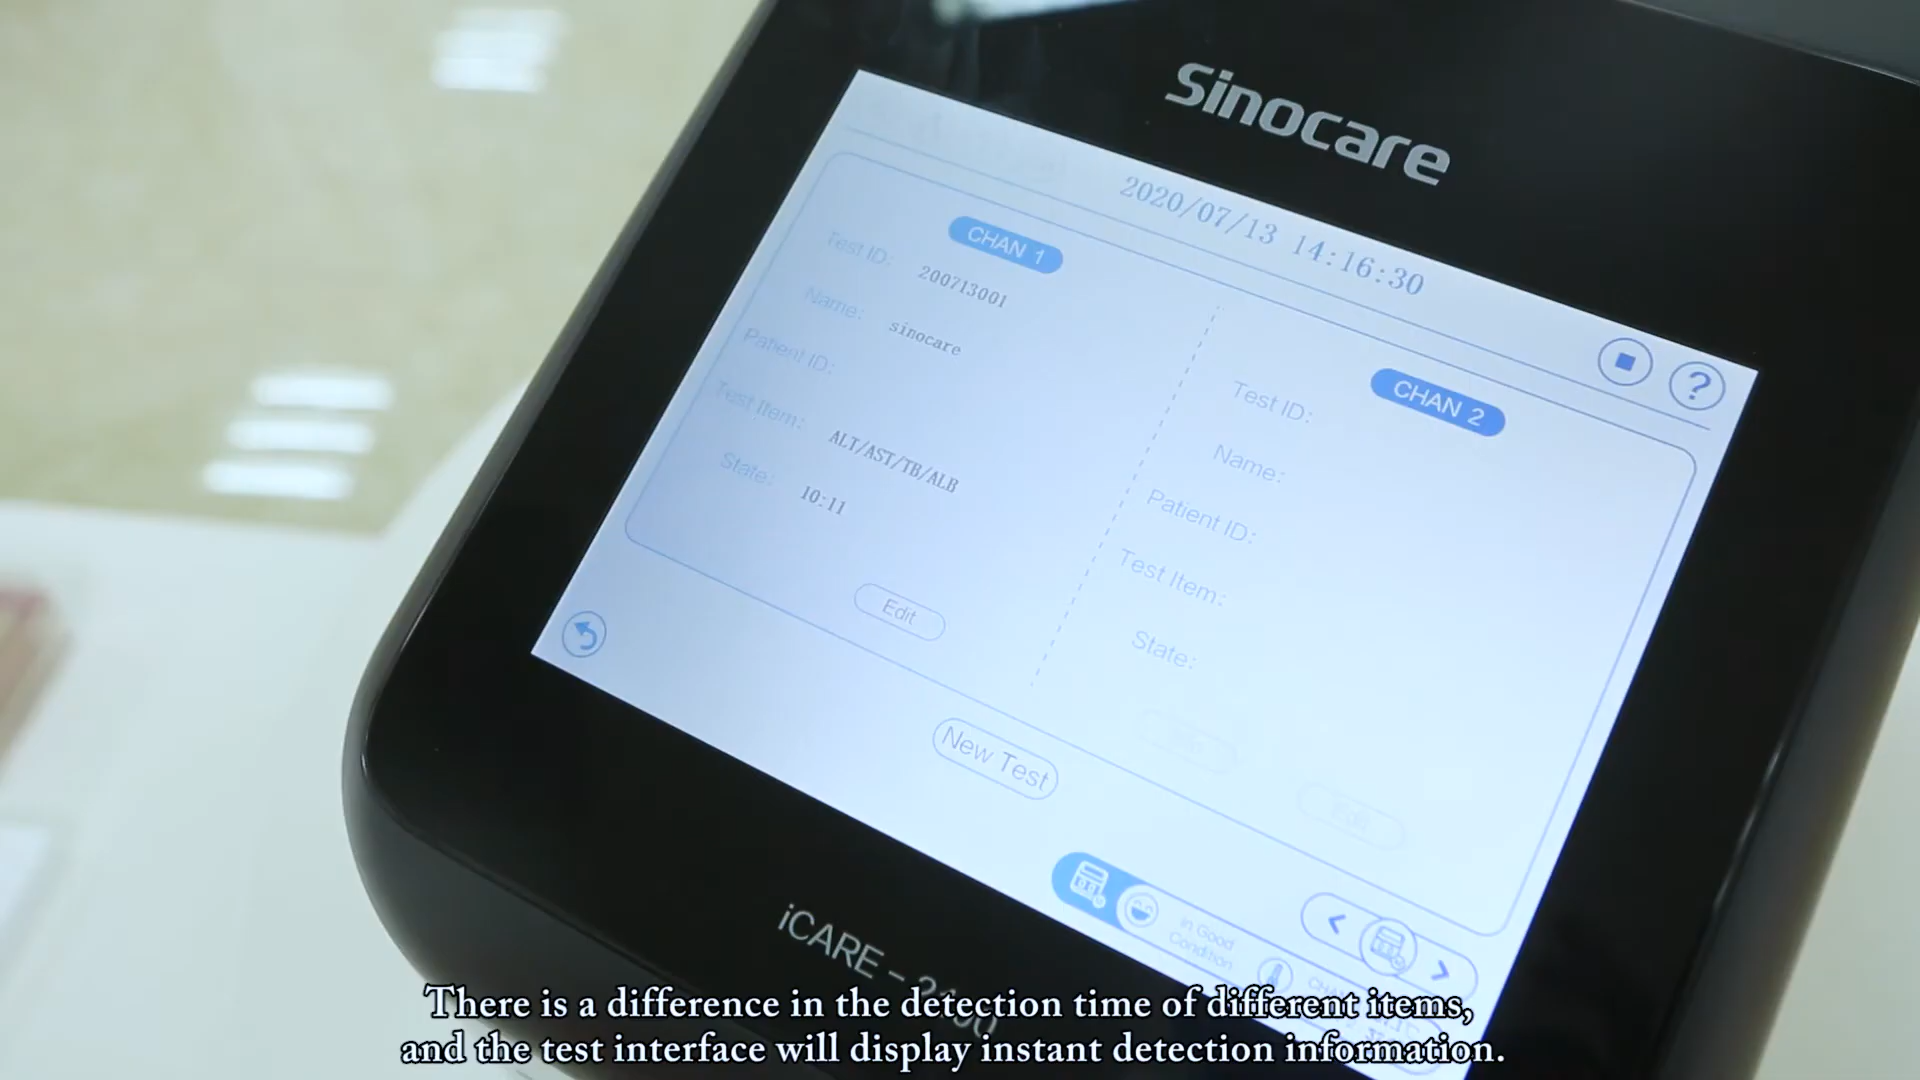 Sinocare
2020/07/13 14:16:30
CHAN 1
Test ID: 200713001
Name: sinocare
Patient ID:
Test Item: ALT/AST/TB/ALB
State: 10:11
Edit
CHAN 2
Test ID:
Name:
Patient ID:
Test Item:
State:
Edit
New Test
in Good
Condition
iCARE-
There is a difference in the detection time of different items,
and the test interface will display instant detection information.